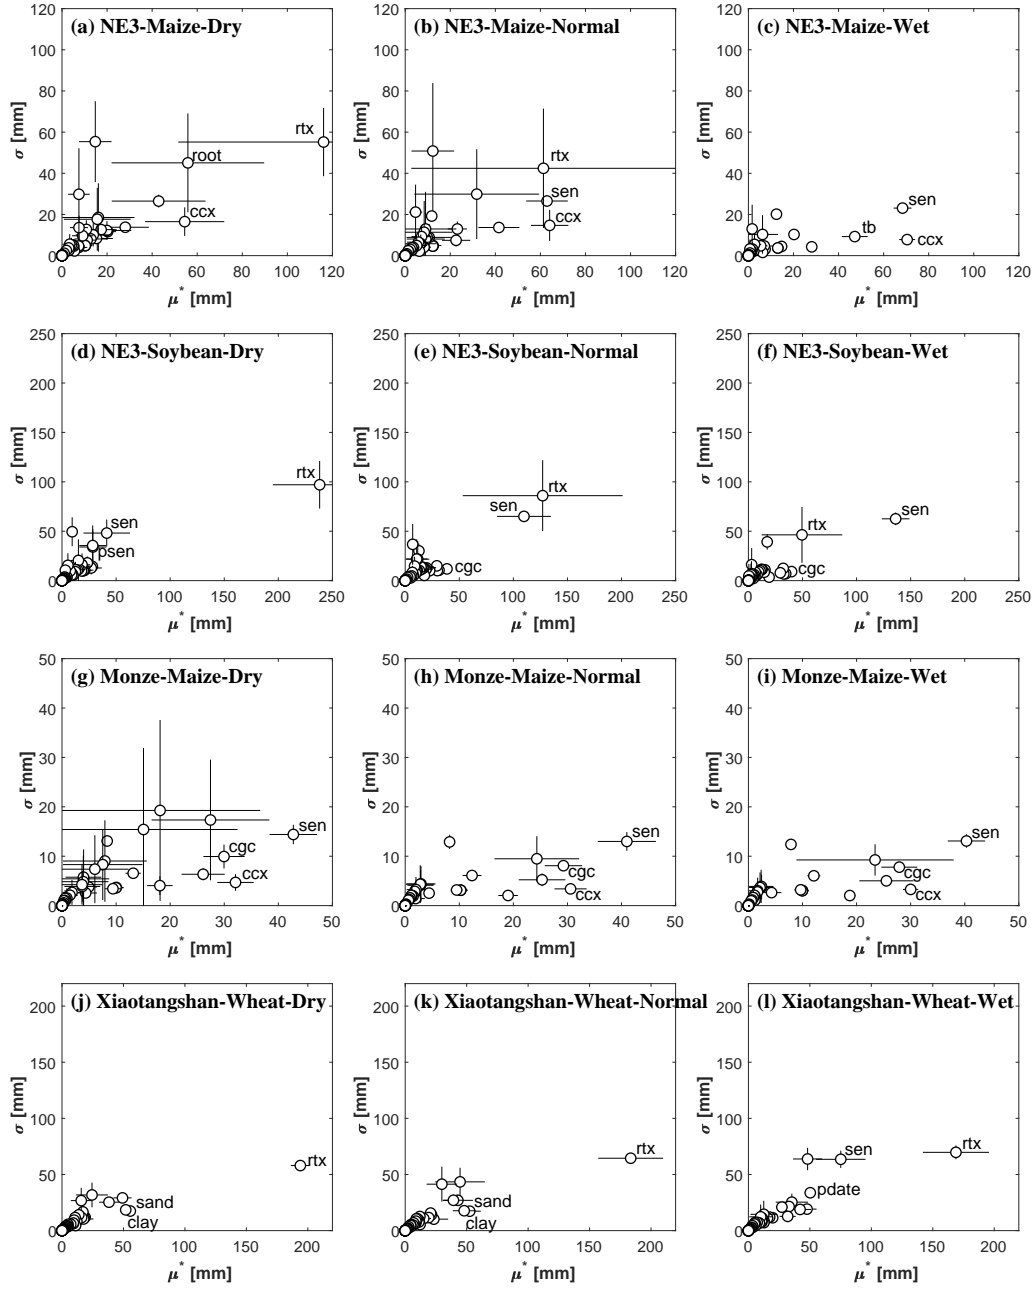 (a) NE3-Maize-Dry
120
100
80
60
40
20
0
σ [mm]
rtx
root
ccx
0 20 40 60 80 100 120
μ* [mm]
(b) NE3-Maize-Normal
120
100
80
60
40
20
0
σ [mm]
rtx
sen
ccx
0 20 40 60 80 100 120
μ* [mm]
(c) NE3-Maize-Wet
120
100
80
60
40
20
0
σ [mm]
sen
tb
ccx
0 20 40 60 80 100 120
μ* [mm]
(d) NE3-Soybean-Dry
250
200
150
100
50
0
σ [mm]
rtx
sen
psen
0 50 100 150 200 250
μ* [mm]
(e) NE3-Soybean-Normal
250
200
150
100
50
0
σ [mm]
rtx
sen
cgc
0 50 100 150 200 250
μ* [mm]
(f) NE3-Soybean-Wet
250
200
150
100
50
0
σ [mm]
sen
rtx
cgc
0 50 100 150 200 250
μ* [mm]
(g) Monze-Maize-Dry
50
40
30
20
10
0
σ [mm]
sen
cgc
ccx
0 10 20 30 40 50
μ* [mm]
(h) Monze-Maize-Normal
50
40
30
20
10
0
σ [mm]
sen
cgc
ccx
0 10 20 30 40 50
μ* [mm]
(i) Monze-Maize-Wet
50
40
30
20
10
0
σ [mm]
sen
cgc
ccx
0 10 20 30 40 50
μ* [mm]
(j) Xiaotangshan-Wheat-Dry
200
150
100
50
0
σ [mm]
rtx
sand
clay
0 50 100 150 200
μ* [mm]
(k) Xiaotangshan-Wheat-Normal
200
150
100
50
0
σ [mm]
rtx
sand
clay
0 50 100 150 200
μ* [mm]
(l) Xiaotangshan-Wheat-Wet
200
150
100
50
0
σ [mm]
rtx
sen
pdate
0 50 100 150 200
μ* [mm]